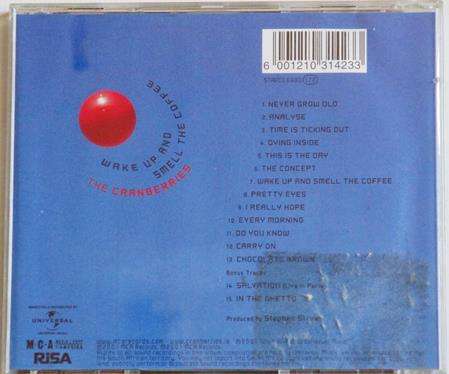 6 001210 314233
WAKE UP AND
SMELL THE COFFEE
THE CRANBERRIES
1. NEVER GROW OLD
2. ANALYSE
3. TIME IS TICKING OUT
4. DYING INSIDE
5. THIS IS THE DAY
6. THE CONCEPT
7. WAKE UP AND SMELL THE COFFEE
8. PRETTY EYES
9. I REALLY HOPE
10. EVERY MORNING
11. DO YOU KNOW
12. CARRY ON
13. CHOCOLATE BROWN
Bonus Tracks
14. SALVATION (Live in Paris)
15. IN THE GHETTO
Produced by Stephen Street
UNIVERSAL
MCA
RISA